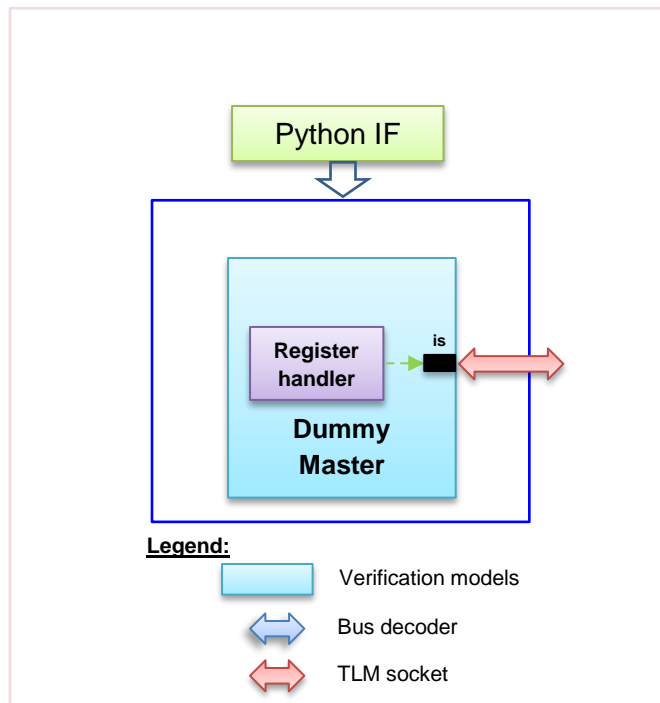 Python IF
is
Register
handler
Dummy
Master
Legend:
Verification models
Bus decoder
TLM socket